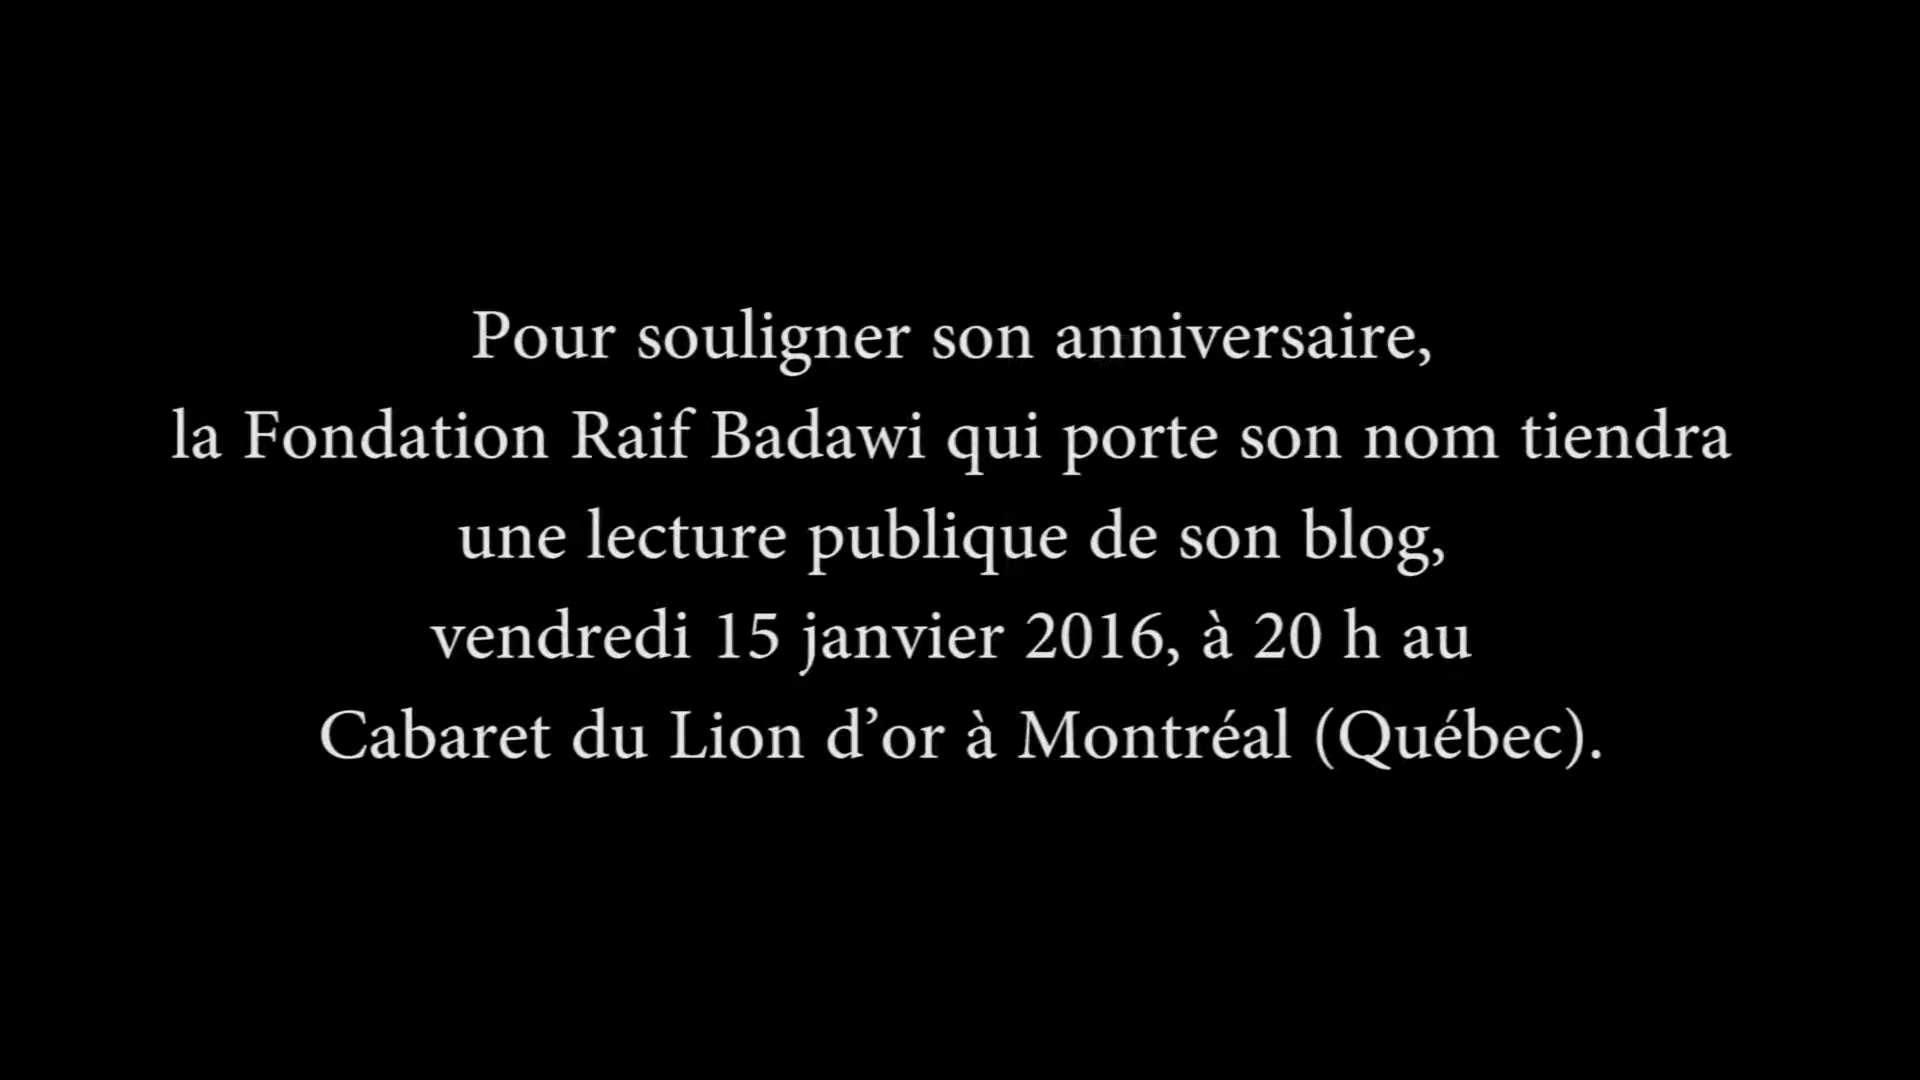 Pour souligner son anniversaire,
la Fondation Raif Badawi qui porte son nom tiendra
une lecture publique de son blog,
vendredi 15 janvier 2016, à 20 h au
Cabaret du Lion d’or à Montréal (Québec).